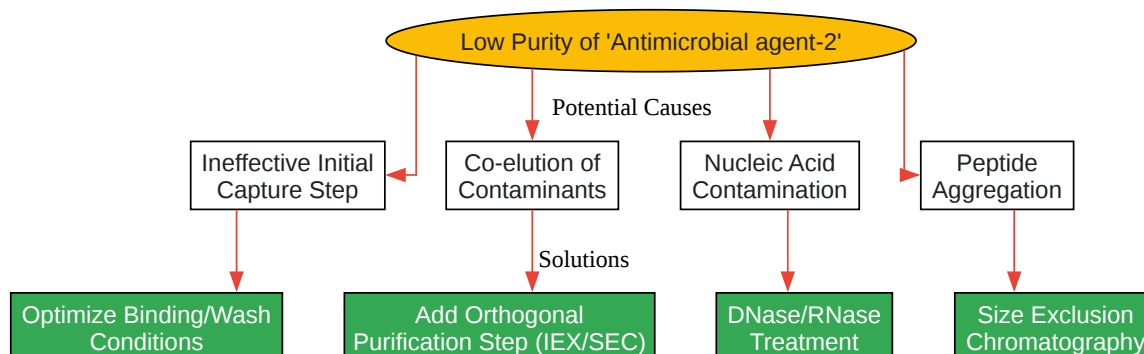 Low Purity of 'Antimicrobial agent-2'
Potential Causes
Ineffective Initial
Capture Step
Co-elution of
Contaminants
Nucleic Acid
Contamination
Peptide
Aggregation
Solutions
Optimize Binding/Wash
Conditions
Add Orthogonal
Purification Step (IEX/SEC)
DNase/RNase
Treatment
Size Exclusion
Chromatography